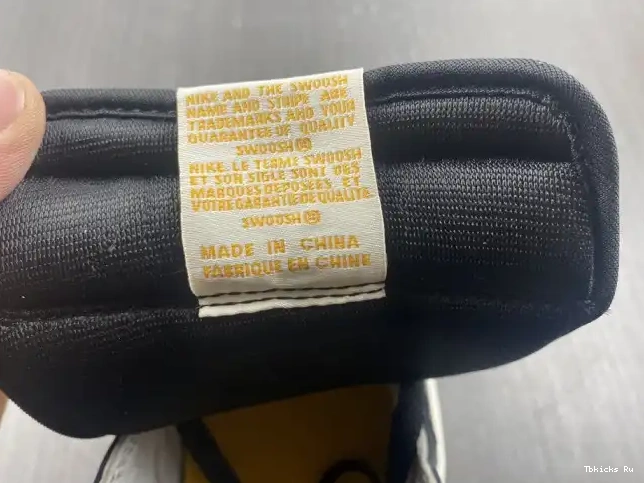 NIKE AND THE SWOOSH
NAME AND STRIPE ARE
TRADEMARKS AND YOUR
GUARANTEE OF QUALITY
SWOOSH®
NIKE. LE TERME SWOOSH
ET SON SIGLE SONT DES
MARQUES DEPOSEES ET
VOTRE GARANTIE DE QUALITE
SWOOSH®
MADE IN CHINA
FABRIQUE EN CHINE
Tbkicks Ru